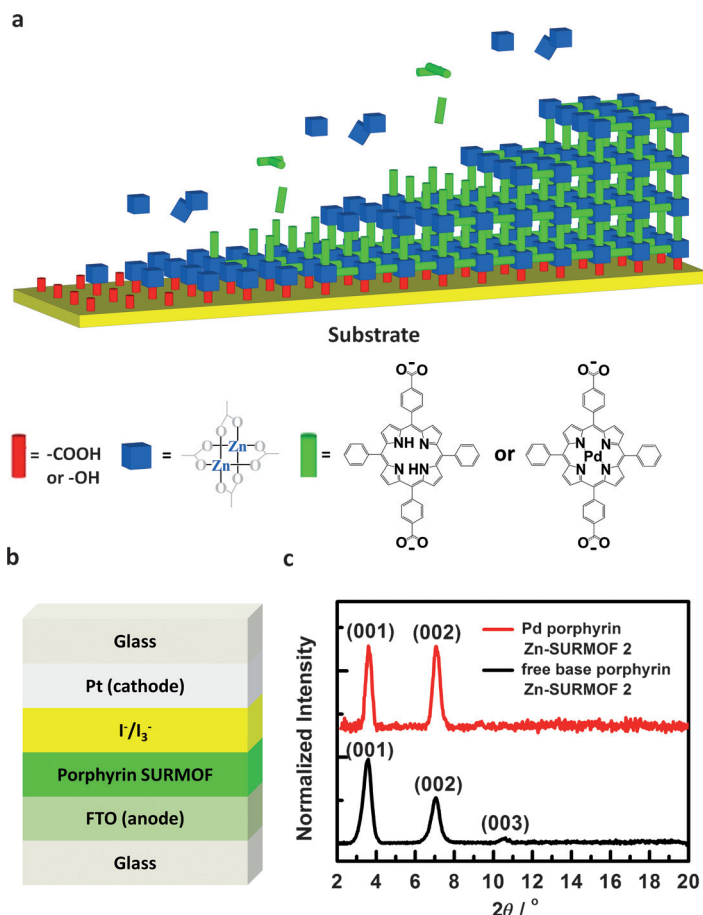 a
Substrate
= -COOH
or -OH
=
O O
O Zn O
O Zn O
O O
=
O O-
NH N
N HN
O O-
or
O O-
N N
Pd
N N
O O-
b
Glass
Pt (cathode)
I-/I3-
Porphyrin SURMOF
FTO (anode)
Glass
c
Normalized Intensity
(001) (002)
Pd porphyrin
Zn-SURMOF 2
free base porphyrin
Zn-SURMOF 2
(001)
(002)
(003)
2 4 6 8 10 12 14 16 18 20
2θ / °